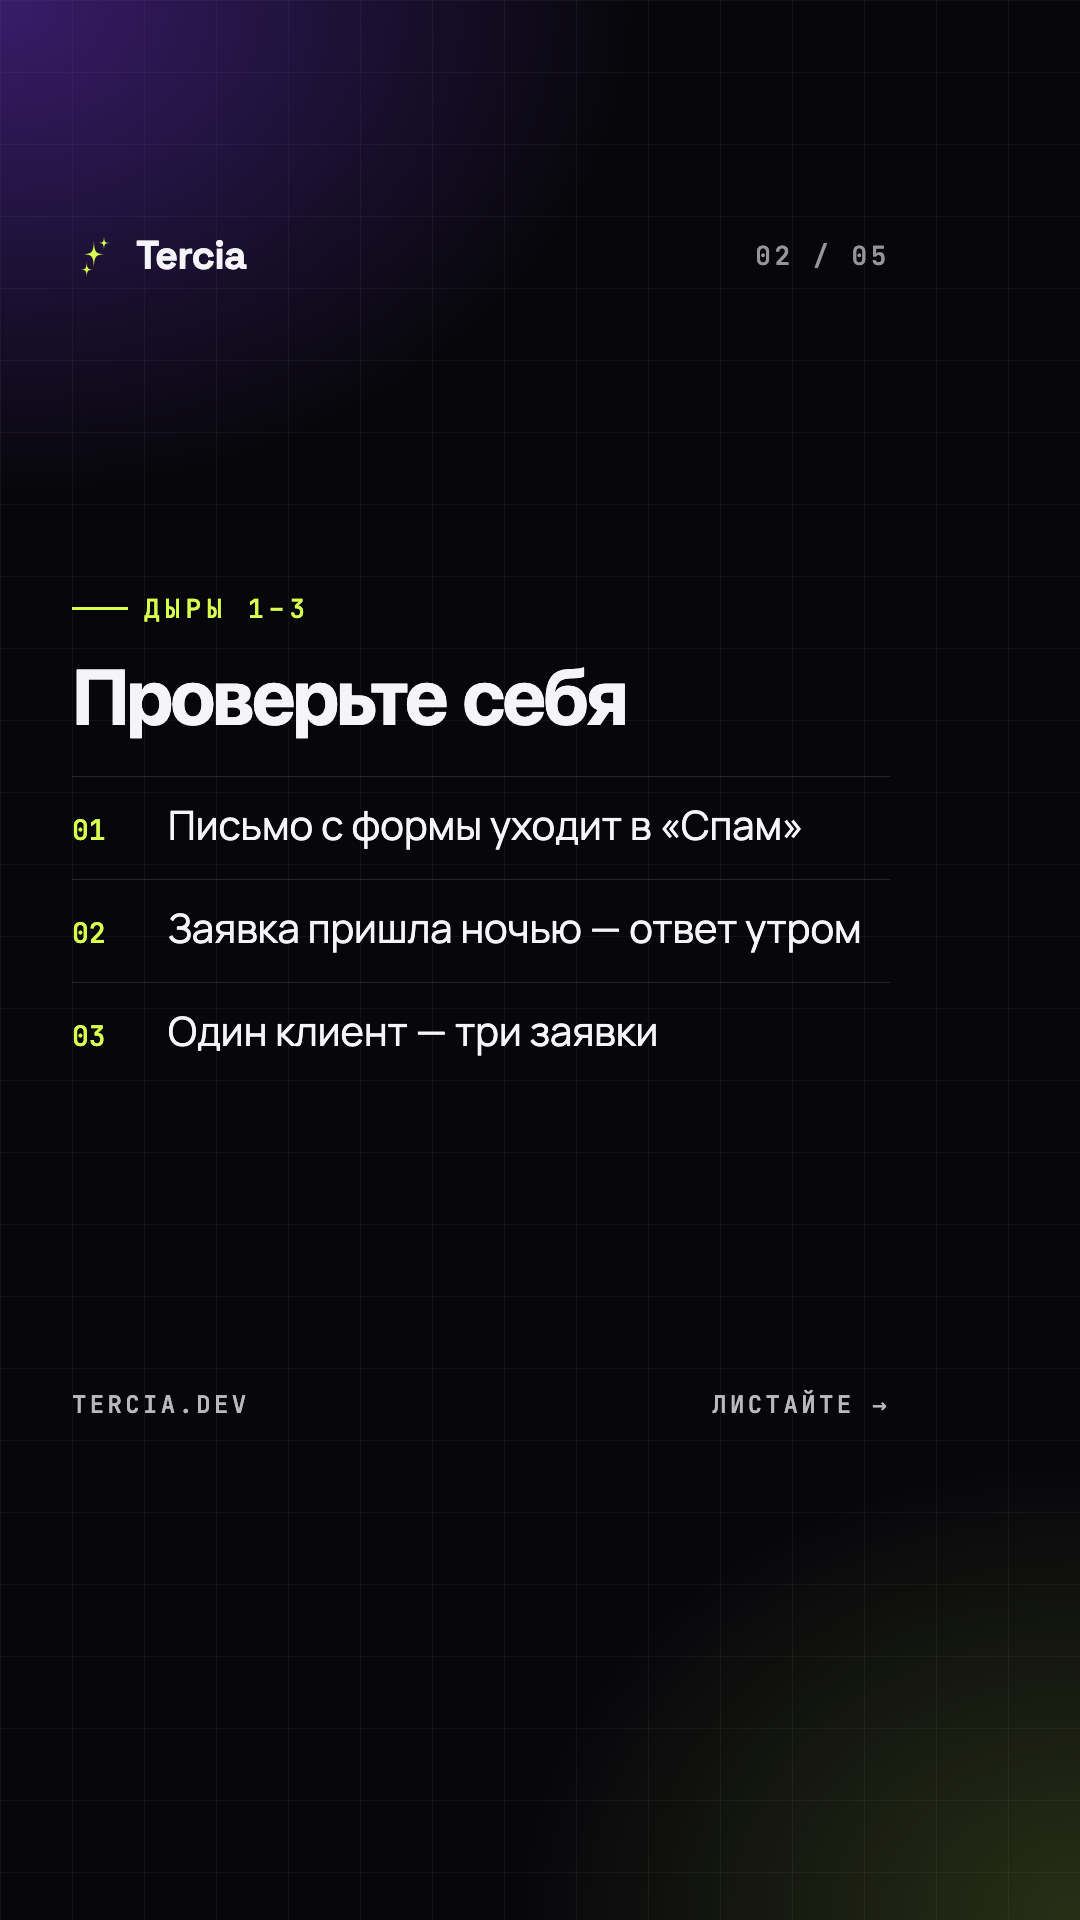 Tercia
02 / 05
ДЫРЫ 1–3
Проверьте себя
01 Письмо с формы уходит в «Спам»
02 Заявка пришла ночью — ответ утром
03 Один клиент — три заявки
TERCIA.DEV
ЛИСТАЙТЕ →